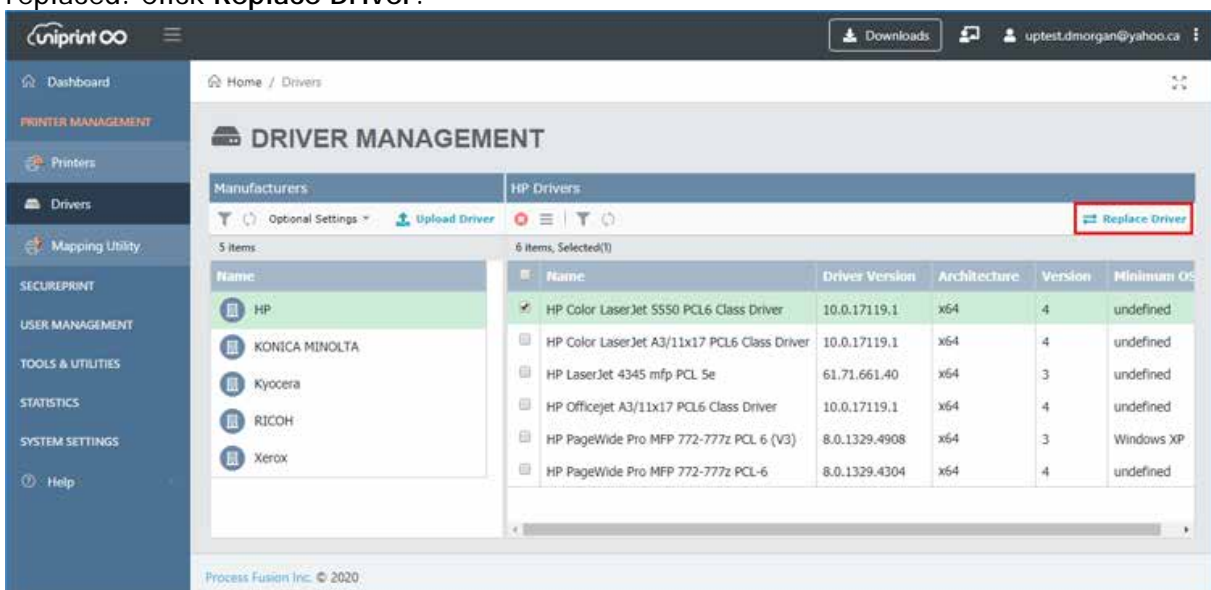 replaced. Click Replace Driver.
uniprint
Downloads
uptest.dmorgan@yahoo.ca
Dashboard
Home / Drivers
PRINTER MANAGEMENT
DRIVER MANAGEMENT
Printers
Drivers
Mapping Utility
SECUREPRINT
USER MANAGEMENT
TOOLS & UTILITIES
STATISTICS
SYSTEM SETTINGS
Help
Manufacturers
Optional Settings
Upload Driver
5 items
Name
HP
KONICA MINOLTA
Kyocera
RICOH
Xerox
HP Drivers
Replace Driver
6 items, Selected(1)
Name Driver Version Architecture Version Minimum OS
HP Color LaserJet 5550 PCL6 Class Driver 10.0.17119.1 x64 4 undefined
HP Color LaserJet A3/11x17 PCL6 Class Driver 10.0.17119.1 x64 4 undefined
HP LaserJet 4345 mfp PCL 5e 61.71.661.40 x64 3 undefined
HP Officejet A3/11x17 PCL6 Class Driver 10.0.17119.1 x64 4 undefined
HP PageWide Pro MFP 772-777z PCL 6 (V3) 8.0.1329.4908 x64 3 Windows XP
HP PageWide Pro MFP 772-777z PCL-6 8.0.1329.4304 x64 4 undefined
Process Fusion Inc. © 2020